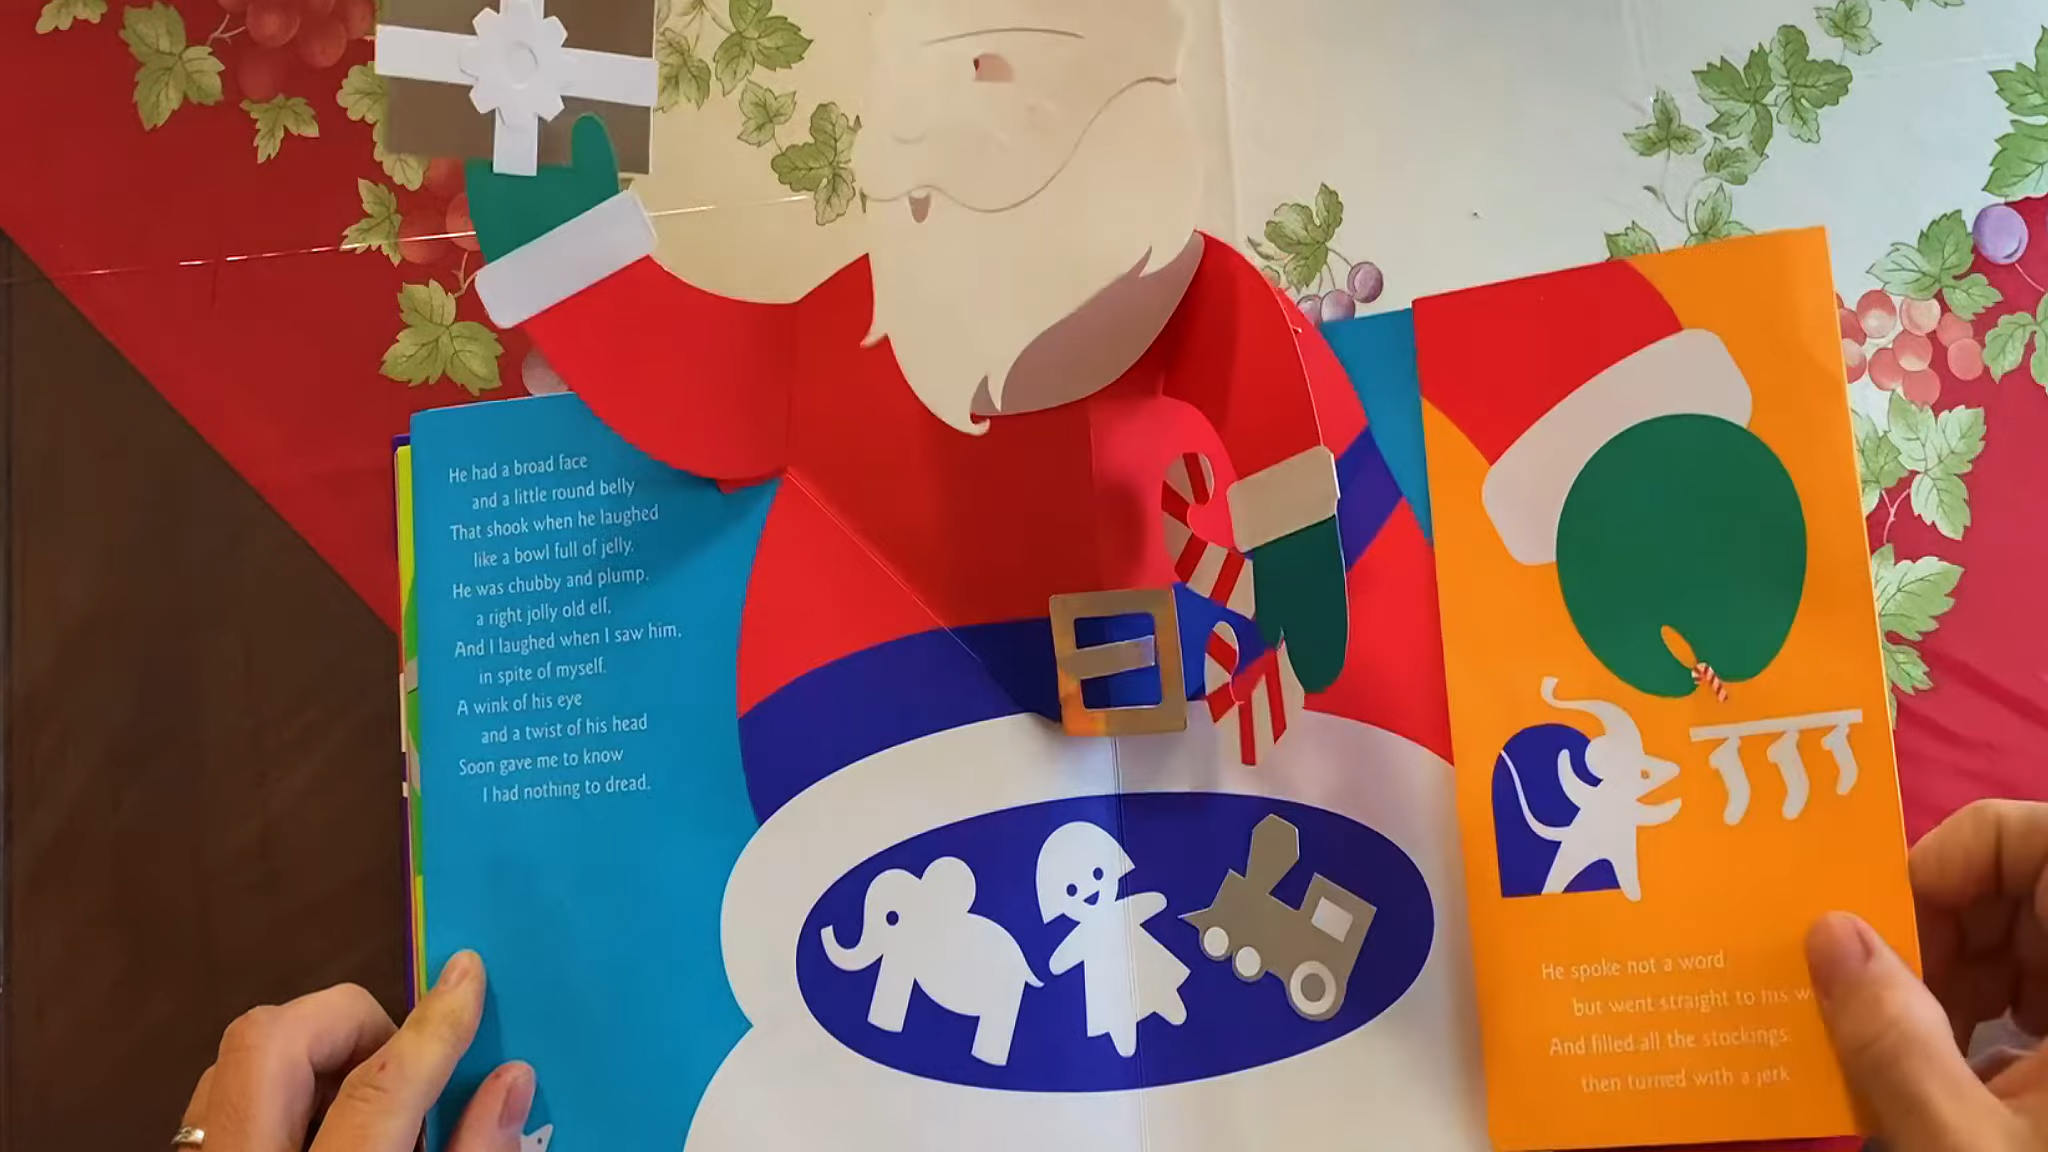 He had a broad face
and a little round belly
That shook when he laughed
like a bowl full of jelly.
He was chubby and plump,
a right jolly old elf,
And I laughed when I saw him,
in spite of myself.
A wink of his eye
and a twist of his head
Soon gave me to know
I had nothing to dread.
He spoke not a word
but went straight to his
And filled all the stockings;
then turned with a jerk